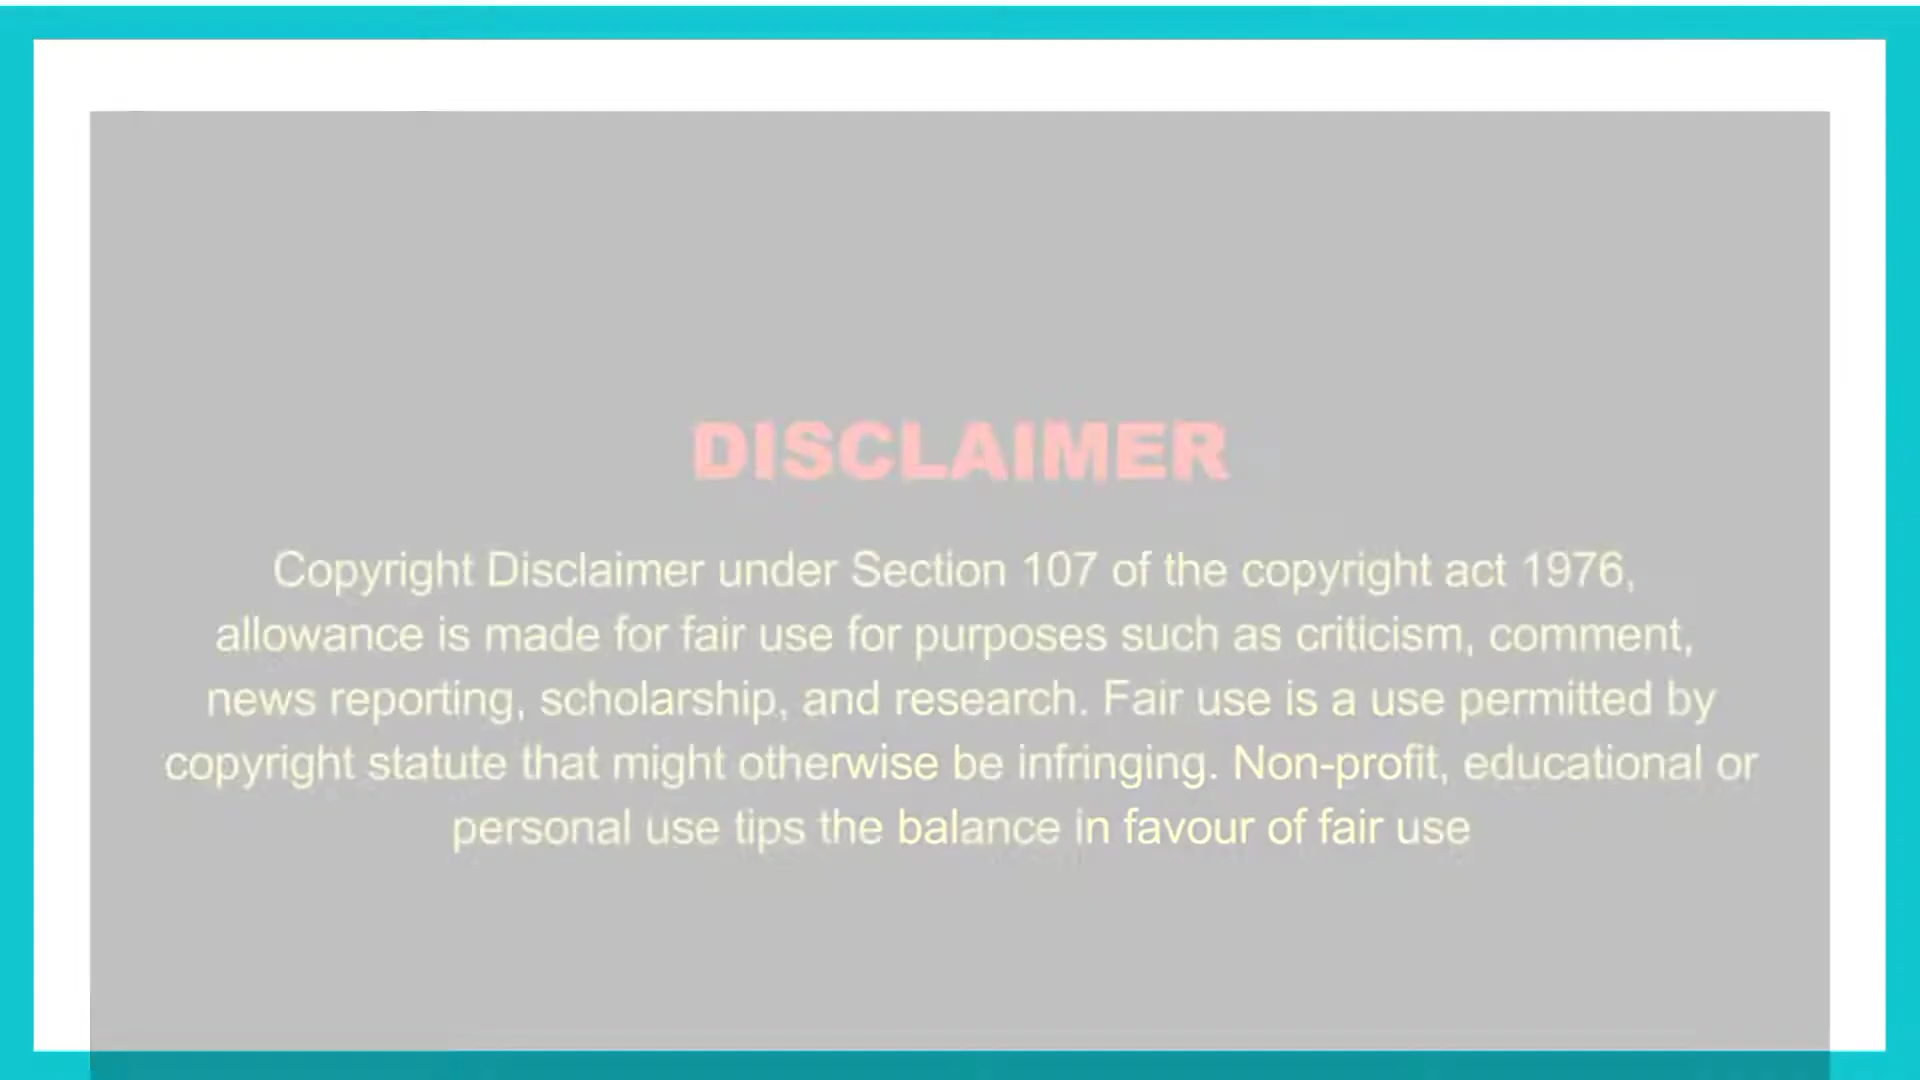 DISCLAIMER
Copyright Disclaimer under Section 107 of the copyright act 1976,
allowance is made for fair use for purposes such as criticism, comment,
news reporting, scholarship, and research. Fair use is a use permitted by
copyright statute that might otherwise be infringing. Non-profit, educational or
personal use tips the balance in favour of fair use